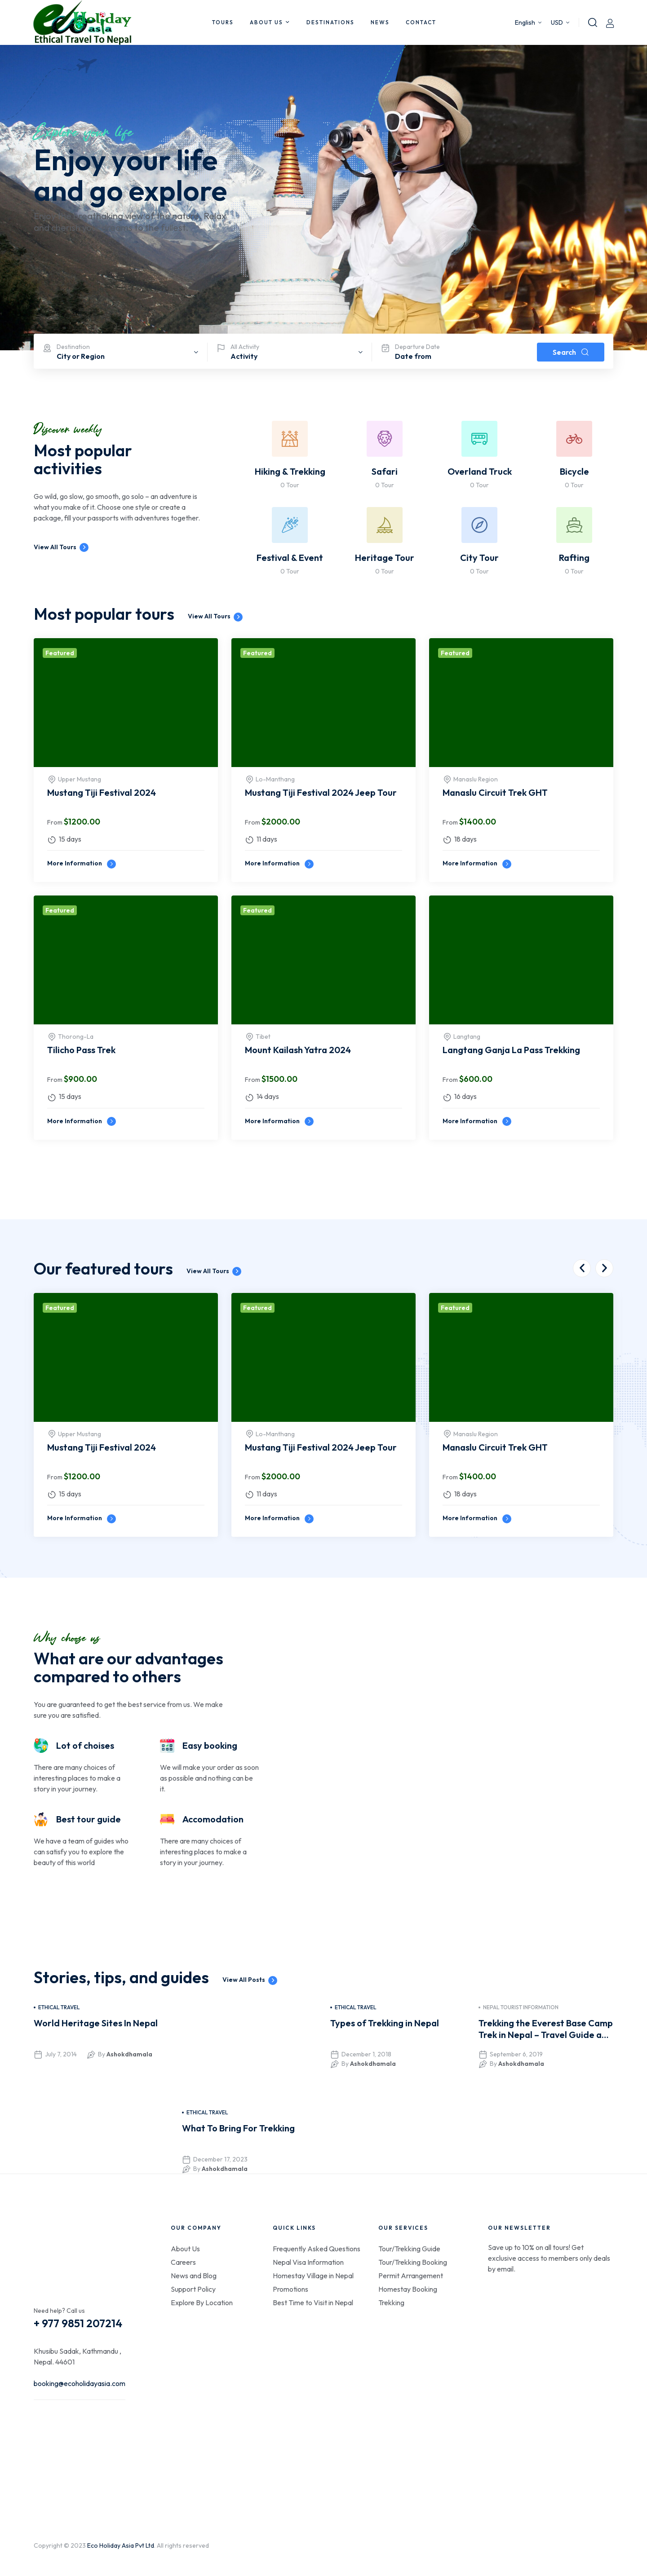 eco Holiday
asia
Ethical Travel To Nepal
TOURS ABOUT US DESTINATIONS NEWS CONTACT
English USD
Explore your life
Enjoy your life
and go explore
view of the nature. Relax
Destination
City or Region
All Activity
Activity
Departure Date
Date from
Search
Discover weekly
Most popular
activities
Go wild, go slow, go smooth, go solo – an adventure is
what you make of it. Choose one style or create a
package, fill your passports with adventures together.
View All Tours
Hiking & Trekking
0 Tour
Safari
0 Tour
Overland Truck
0 Tour
Bicycle
0 Tour
Festival & Event
0 Tour
Heritage Tour
0 Tour
City Tour
0 Tour
Rafting
0 Tour
Most popular tours
View All Tours
Featured
Upper Mustang
Mustang Tiji Festival 2024
From $1200.00
15 days
More Information
Featured
Lo-Manthang
Mustang Tiji Festival 2024 Jeep Tour
From $2000.00
11 days
More Information
Featured
Manaslu Region
Manaslu Circuit Trek GHT
From $1400.00
18 days
More Information
Featured
Thorong-La
Tilicho Pass Trek
From $900.00
15 days
More Information
Featured
Tibet
Mount Kailash Yatra 2024
From $1500.00
14 days
More Information
Langtang
Langtang Ganja La Pass Trekking
From $600.00
16 days
More Information
Our featured tours
View All Tours
Featured
Upper Mustang
Mustang Tiji Festival 2024
From $1200.00
15 days
More Information
Featured
Lo-Manthang
Mustang Tiji Festival 2024 Jeep Tour
From $2000.00
11 days
More Information
Featured
Manaslu Region
Manaslu Circuit Trek GHT
From $1400.00
18 days
More Information
Why choose us
What are our advantages
compared to others
You are guaranteed to get the best service from us. We make
sure you are satisfied.
Lot of choises
There are many choices of
interesting places to make a
story in your journey.
Easy booking
We will make your order as soon
as possible and nothing can be
it.
Best tour guide
We have a team of guides who
can satisfy you to explore the
beauty of this world
Accomodation
There are many choices of
interesting places to make a
story in your journey.
Stories, tips, and guides
View All Posts
ETHICAL TRAVEL
World Heritage Sites In Nepal
July 7, 2014 By Ashokdhamala
ETHICAL TRAVEL
Types of Trekking in Nepal
December 1, 2018
By Ashokdhamala
NEPAL TOURIST INFORMATION
Trekking the Everest Base Camp
Trek in Nepal – Travel Guide a...
September 6, 2019
By Ashokdhamala
ETHICAL TRAVEL
What To Bring For Trekking
December 17, 2023
By Ashokdhamala
Need help? Call us
+ 977 9851 207214
Khusibu Sadak, Kathmandu ,
Nepal. 44601
booking@ecoholidayasia.com
OUR COMPANY
About Us
Careers
News and Blog
Support Policy
Explore By Location
QUICK LINKS
Frequently Asked Questions
Nepal Visa Information
Homestay Village in Nepal
Promotions
Best Time to Visit in Nepal
OUR SERVICES
Tour/Trekking Guide
Tour/Trekking Booking
Permit Arrangement
Homestay Booking
Trekking
OUR NEWSLETTER
Save up to 10% on all tours! Get
exclusive access to members only deals
by email.
Copyright © 2023 Eco Holiday Asia Pvt Ltd. All rights reserved